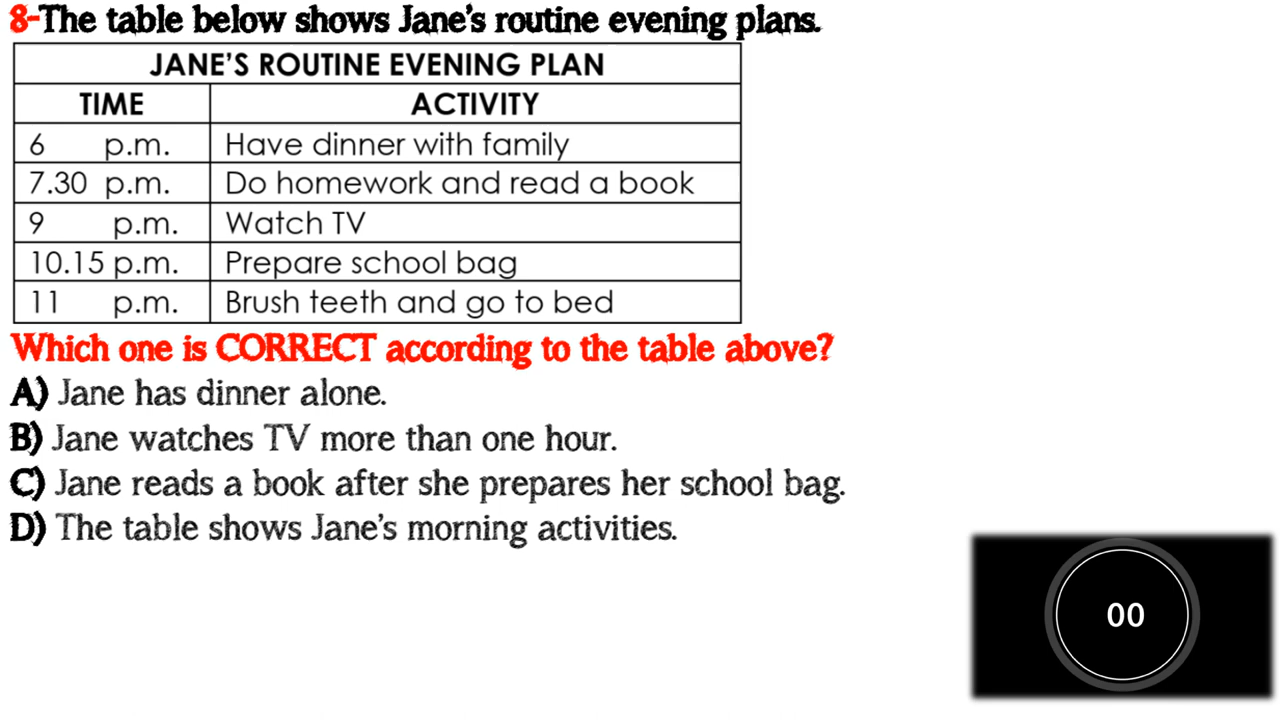 8-The table below shows Jane's routine evening plans.
JANE'S ROUTINE EVENING PLAN
TIME ACTIVITY
6 p.m. Have dinner with family
7.30 p.m. Do homework and read a book
9 p.m. Watch TV
10.15 p.m. Prepare school bag
11 p.m. Brush teeth and go to bed
Which one is CORRECT according to the table above?
A) Jane has dinner alone.
B) Jane watches TV more than one hour.
C) Jane reads a book after she prepares her school bag.
D) The table shows Jane's morning activities.
00